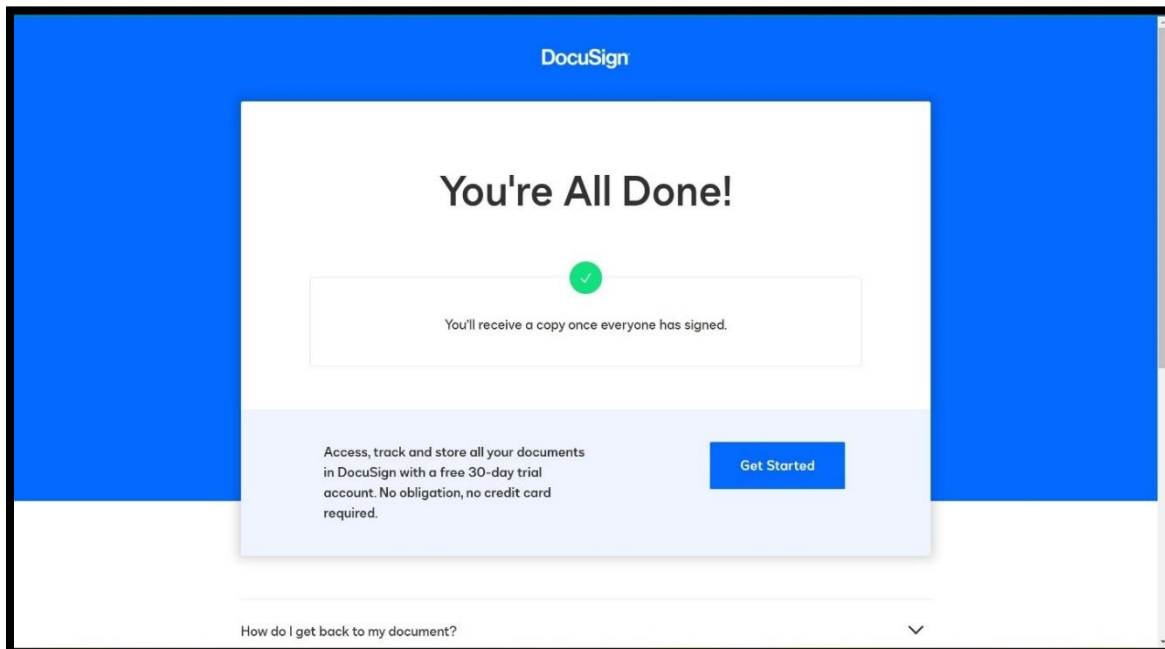 DocuSign
You're All Done!
You'll receive a copy once everyone has signed.
Access, track and store all your documents
in DocuSign with a free 30-day trial
account. No obligation, no credit card
required.
Get Started
How do I get back to my document?